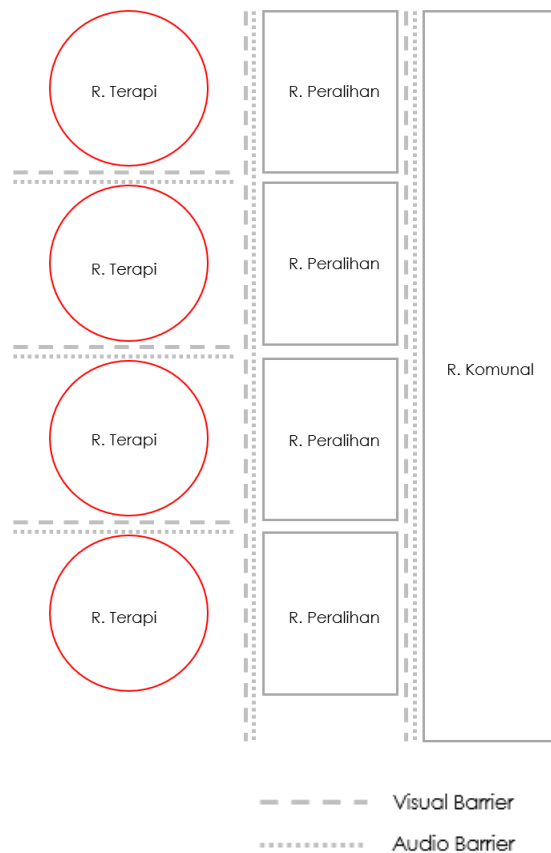 R. Terapi
R. Peralihan
R. Terapi
R. Peralihan
R. Komunal
R. Terapi
R. Peralihan
R. Terapi
R. Peralihan
Visual Barrier
Audio Barrier